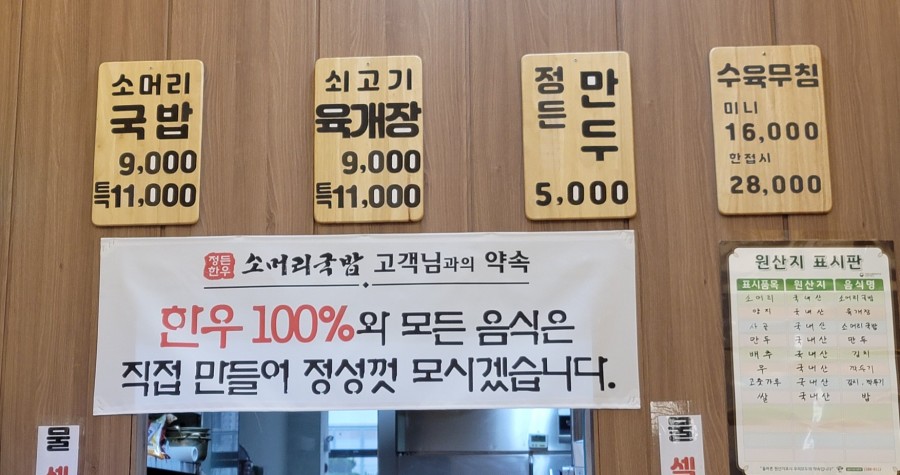 소머리
국밥
9,000
특11,000
쇠고기
육개장
9,000
특11,000
정든
만두
5,000
수육무침
미니
16,000
한접시
28,000
정든
한우
소머리국밥 고객님과의 약속
한우 100%와 모든 음식은
직접 만들어 정성껏 모시겠습니다.
원산지 표시판
표시품목 원산지 음식명
소머리 국내산 소머리국밥
양지 국내산 육개장
사골 국내산 소머리국밥
만두 국내산 만두
배추 국내산 김치
무 국내산 깍두기
고춧가루 국내산 김치, 깍두기
쌀 국내산 밥
물
셀
물
셀